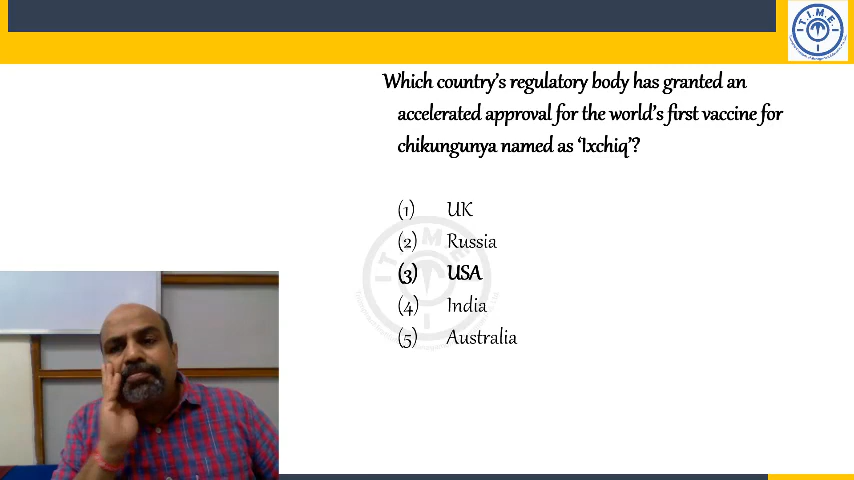 T.I.M.E.
Which country's regulatory body has granted an
accelerated approval for the world's first vaccine for
chikungunya named as 'Ixchiq'?
(1) UK
(2) Russia
(3) USA
(4) India
(5) Australia